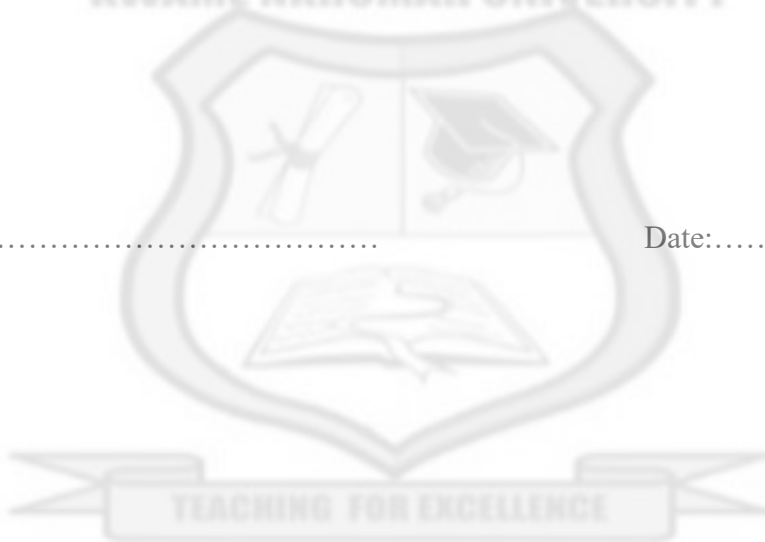 ……………………………… Date:……
TEACHING FOR EXCELLENCE